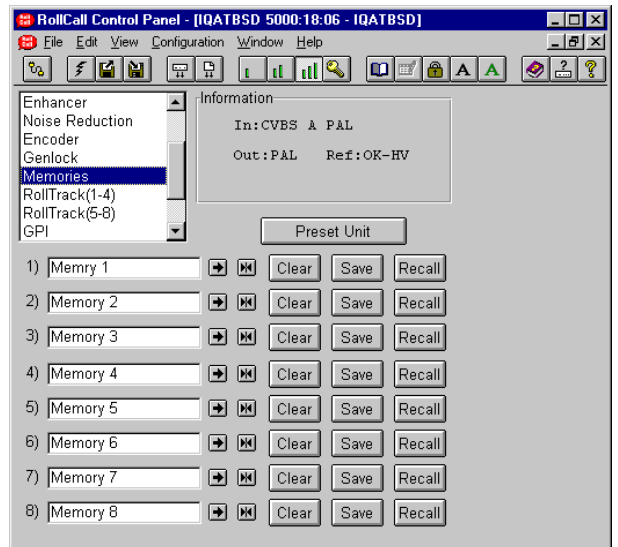 RollCall Control Panel - [IQATBSD 5000:18:06 - IQATBSD]
File Edit View Configuration Window Help
A A
Enhancer
Noise Reduction
Encoder
Genlock
Memories
RollTrack(1-4)
RollTrack(5-8)
GPI
Information
In:CVBS A PAL
Out:PAL Ref:OK-HV
Preset Unit
1) Memry 1 Clear Save Recall
2) Memory 2 Clear Save Recall
3) Memory 3 Clear Save Recall
4) Memory 4 Clear Save Recall
5) Memory 5 Clear Save Recall
6) Memory 6 Clear Save Recall
7) Memory 7 Clear Save Recall
8) Memory 8 Clear Save Recall